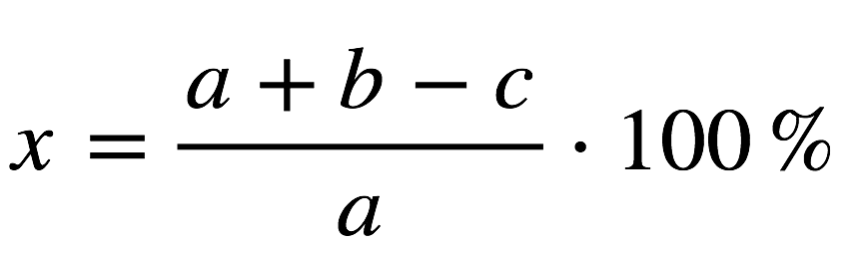 x = (a + b − c) / a · 100 %